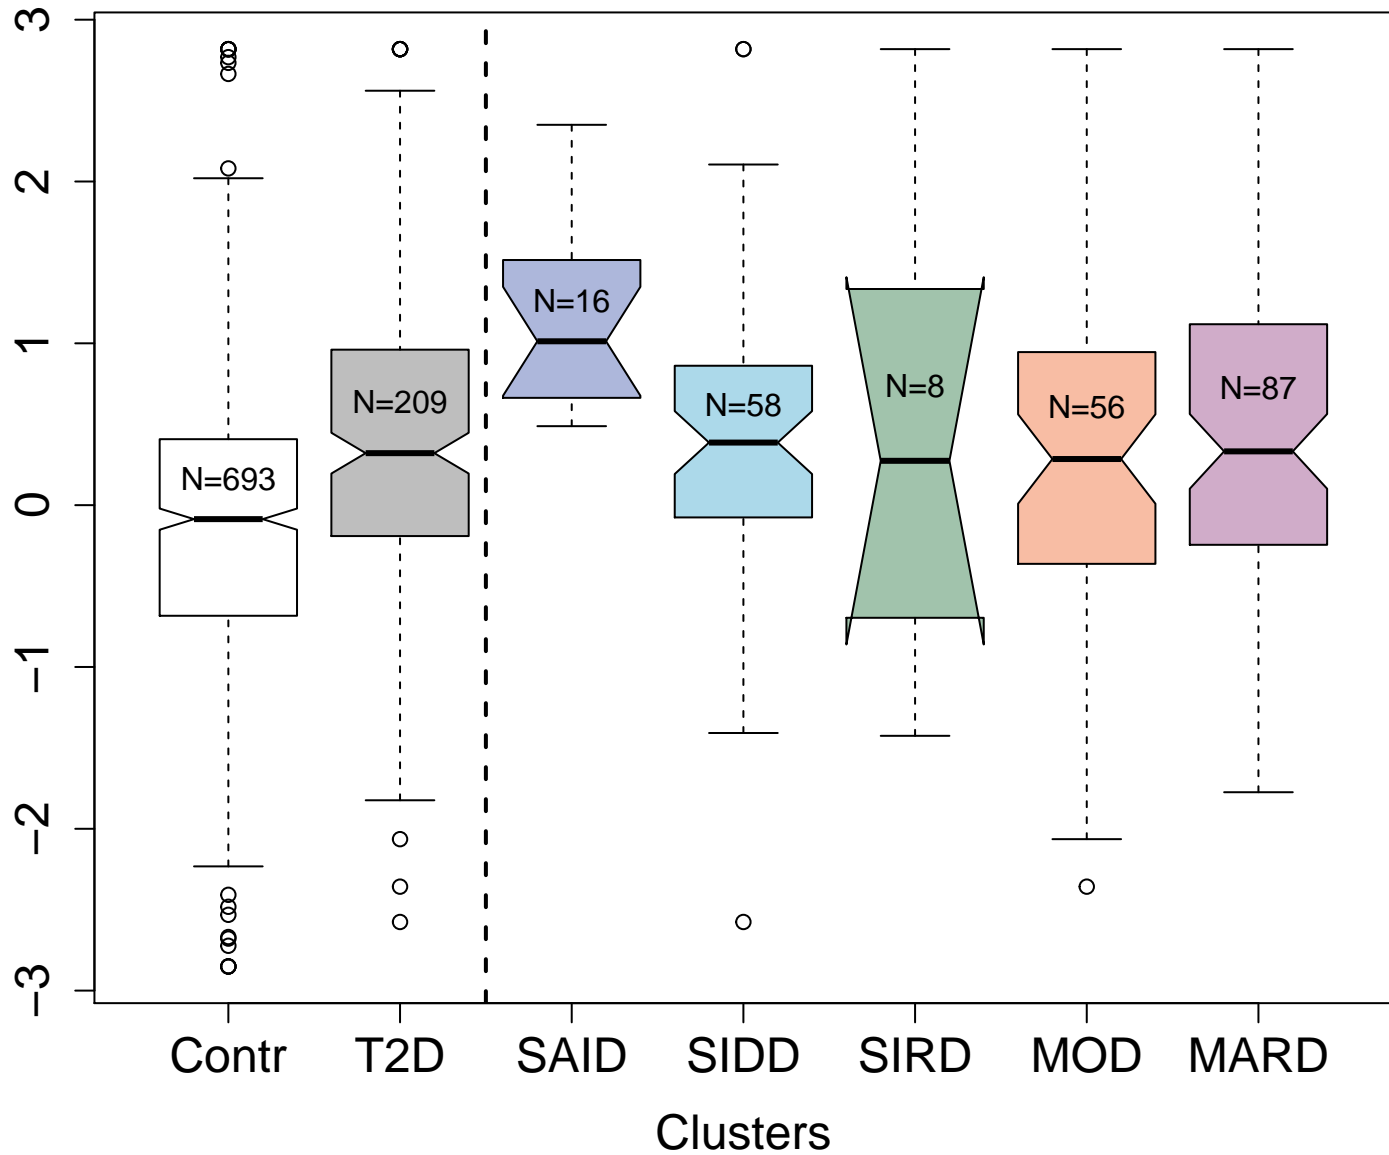 3
2
1
0
−1
−2
−3
N=693
N=209
N=16
N=58
N=8
N=56
N=87
Contr T2D SAID SIDD SIRD MOD MARD
Clusters